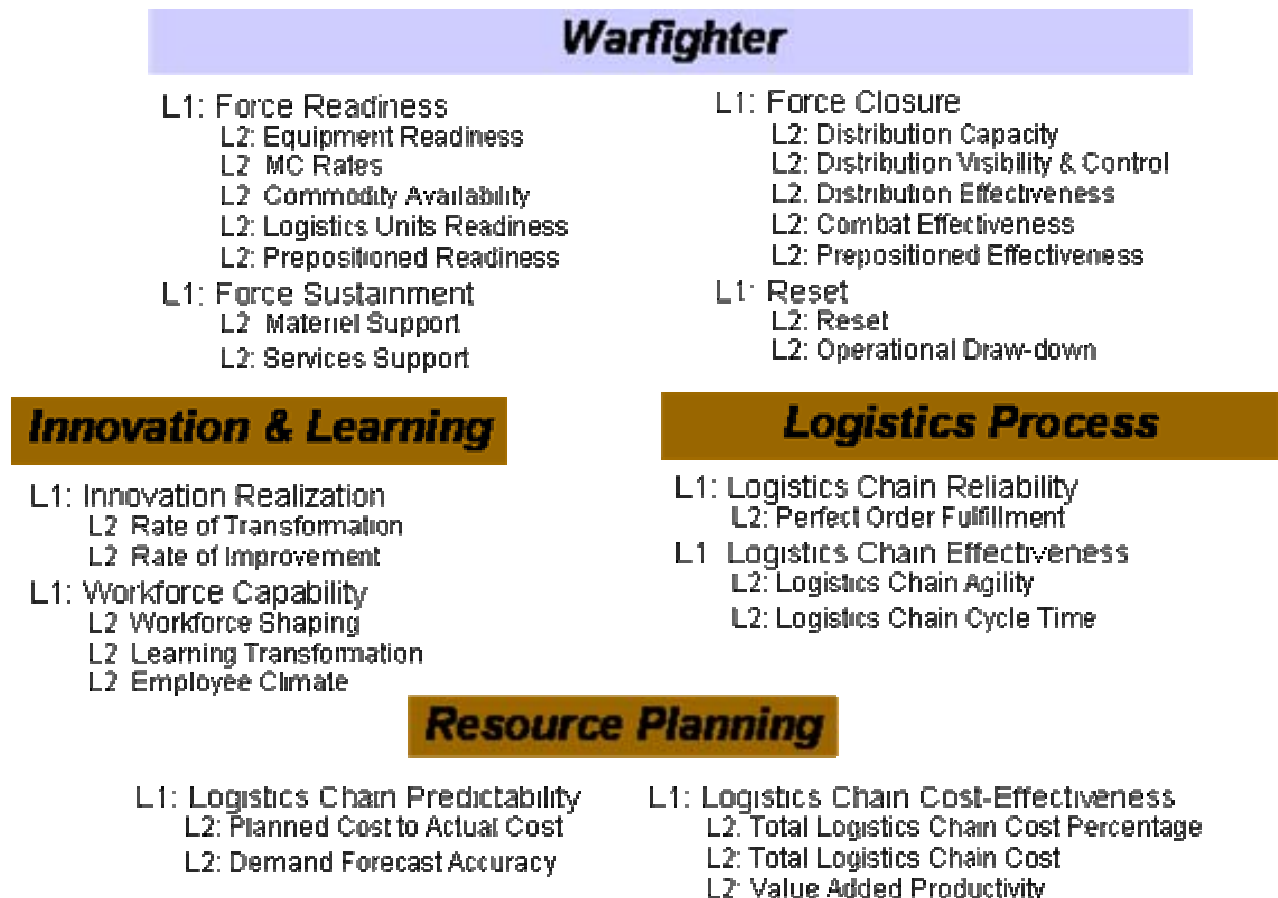 Warfighter
L1: Force Readiness
L2: Equipment Readiness
L2 MC Rates
L2 Commodity Availability
L2: Logistics Units Readiness
L2: Prepositioned Readiness
L1: Force Sustainment
L2 Materiel Support
L2: Services Support
L1: Force Closure
L2: Distribution Capacity
L2: Distribution Visibility & Control
L2. Distribution Effectiveness
L2: Combat Effectiveness
L2: Prepositioned Effectiveness
L1: Reset
L2: Reset
L2: Operational Draw-down
Innovation & Learning
L1: Innovation Realization
L2 Rate of Transformation
L2 Rate of Improvement
L1: Workforce Capability
L2 Workforce Shaping
L2 Learning Transformation
L2 Employee Climate
Logistics Process
L1: Logistics Chain Reliability
L2: Perfect Order Fulfillment
L1 Logistics Chain Effectiveness
L2: Logistics Chain Agility
L2: Logistics Chain Cycle Time
Resource Planning
L1: Logistics Chain Predictability
L2: Planned Cost to Actual Cost
L2: Demand Forecast Accuracy
L1: Logistics Chain Cost-Effectiveness
L2. Total Logistics Chain Cost Percentage
L2: Total Logistics Chain Cost
L2: Value Added Productivity